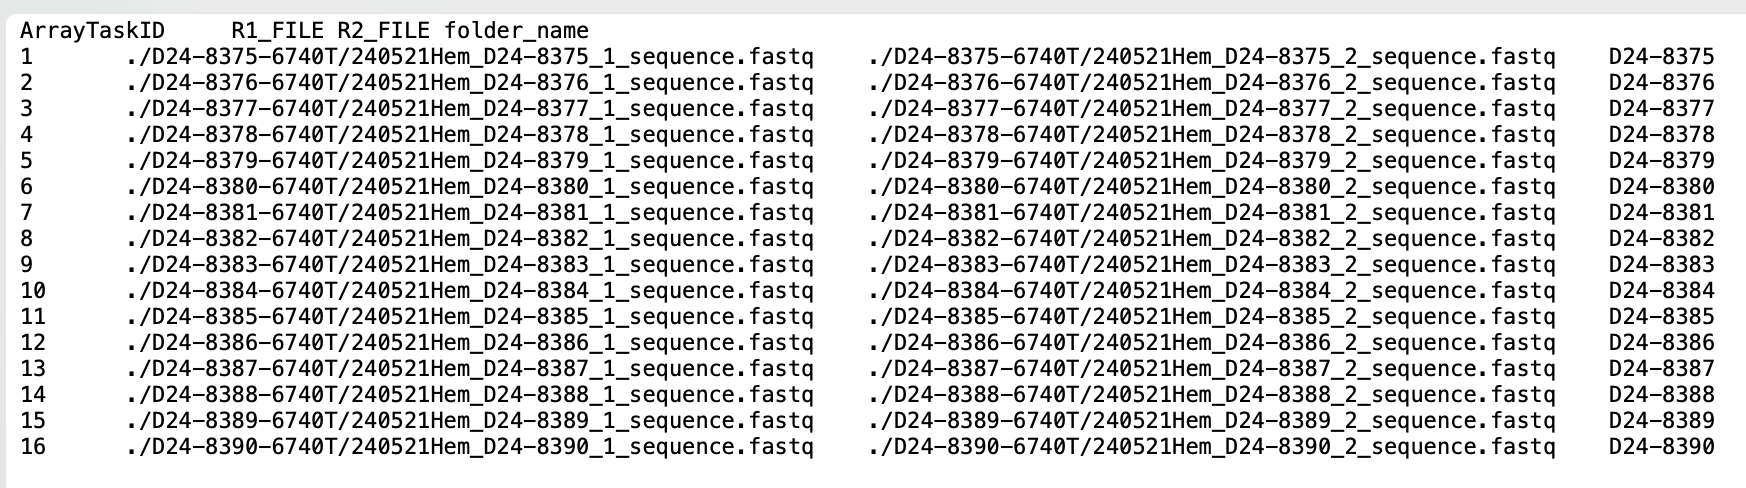 ArrayTaskID R1_FILE R2_FILE folder_name
1 ./D24-8375-6740T/240521Hem_D24-8375_1_sequence.fastq ./D24-8375-6740T/240521Hem_D24-8375_2_sequence.fastq D24-8375
2 ./D24-8376-6740T/240521Hem_D24-8376_1_sequence.fastq ./D24-8376-6740T/240521Hem_D24-8376_2_sequence.fastq D24-8376
3 ./D24-8377-6740T/240521Hem_D24-8377_1_sequence.fastq ./D24-8377-6740T/240521Hem_D24-8377_2_sequence.fastq D24-8377
4 ./D24-8378-6740T/240521Hem_D24-8378_1_sequence.fastq ./D24-8378-6740T/240521Hem_D24-8378_2_sequence.fastq D24-8378
5 ./D24-8379-6740T/240521Hem_D24-8379_1_sequence.fastq ./D24-8379-6740T/240521Hem_D24-8379_2_sequence.fastq D24-8379
6 ./D24-8380-6740T/240521Hem_D24-8380_1_sequence.fastq ./D24-8380-6740T/240521Hem_D24-8380_2_sequence.fastq D24-8380
7 ./D24-8381-6740T/240521Hem_D24-8381_1_sequence.fastq ./D24-8381-6740T/240521Hem_D24-8381_2_sequence.fastq D24-8381
8 ./D24-8382-6740T/240521Hem_D24-8382_1_sequence.fastq ./D24-8382-6740T/240521Hem_D24-8382_2_sequence.fastq D24-8382
9 ./D24-8383-6740T/240521Hem_D24-8383_1_sequence.fastq ./D24-8383-6740T/240521Hem_D24-8383_2_sequence.fastq D24-8383
10 ./D24-8384-6740T/240521Hem_D24-8384_1_sequence.fastq ./D24-8384-6740T/240521Hem_D24-8384_2_sequence.fastq D24-8384
11 ./D24-8385-6740T/240521Hem_D24-8385_1_sequence.fastq ./D24-8385-6740T/240521Hem_D24-8385_2_sequence.fastq D24-8385
12 ./D24-8386-6740T/240521Hem_D24-8386_1_sequence.fastq ./D24-8386-6740T/240521Hem_D24-8386_2_sequence.fastq D24-8386
13 ./D24-8387-6740T/240521Hem_D24-8387_1_sequence.fastq ./D24-8387-6740T/240521Hem_D24-8387_2_sequence.fastq D24-8387
14 ./D24-8388-6740T/240521Hem_D24-8388_1_sequence.fastq ./D24-8388-6740T/240521Hem_D24-8388_2_sequence.fastq D24-8388
15 ./D24-8389-6740T/240521Hem_D24-8389_1_sequence.fastq ./D24-8389-6740T/240521Hem_D24-8389_2_sequence.fastq D24-8389
16 ./D24-8390-6740T/240521Hem_D24-8390_1_sequence.fastq ./D24-8390-6740T/240521Hem_D24-8390_2_sequence.fastq D24-8390